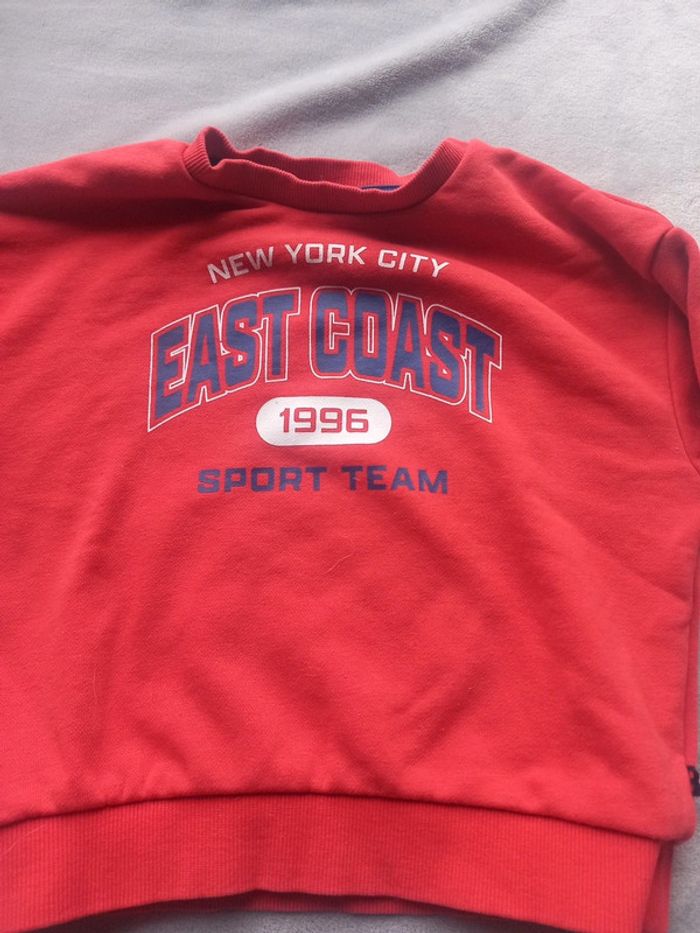 NEW YORK CITY
EAST COAST
1996
SPORT TEAM